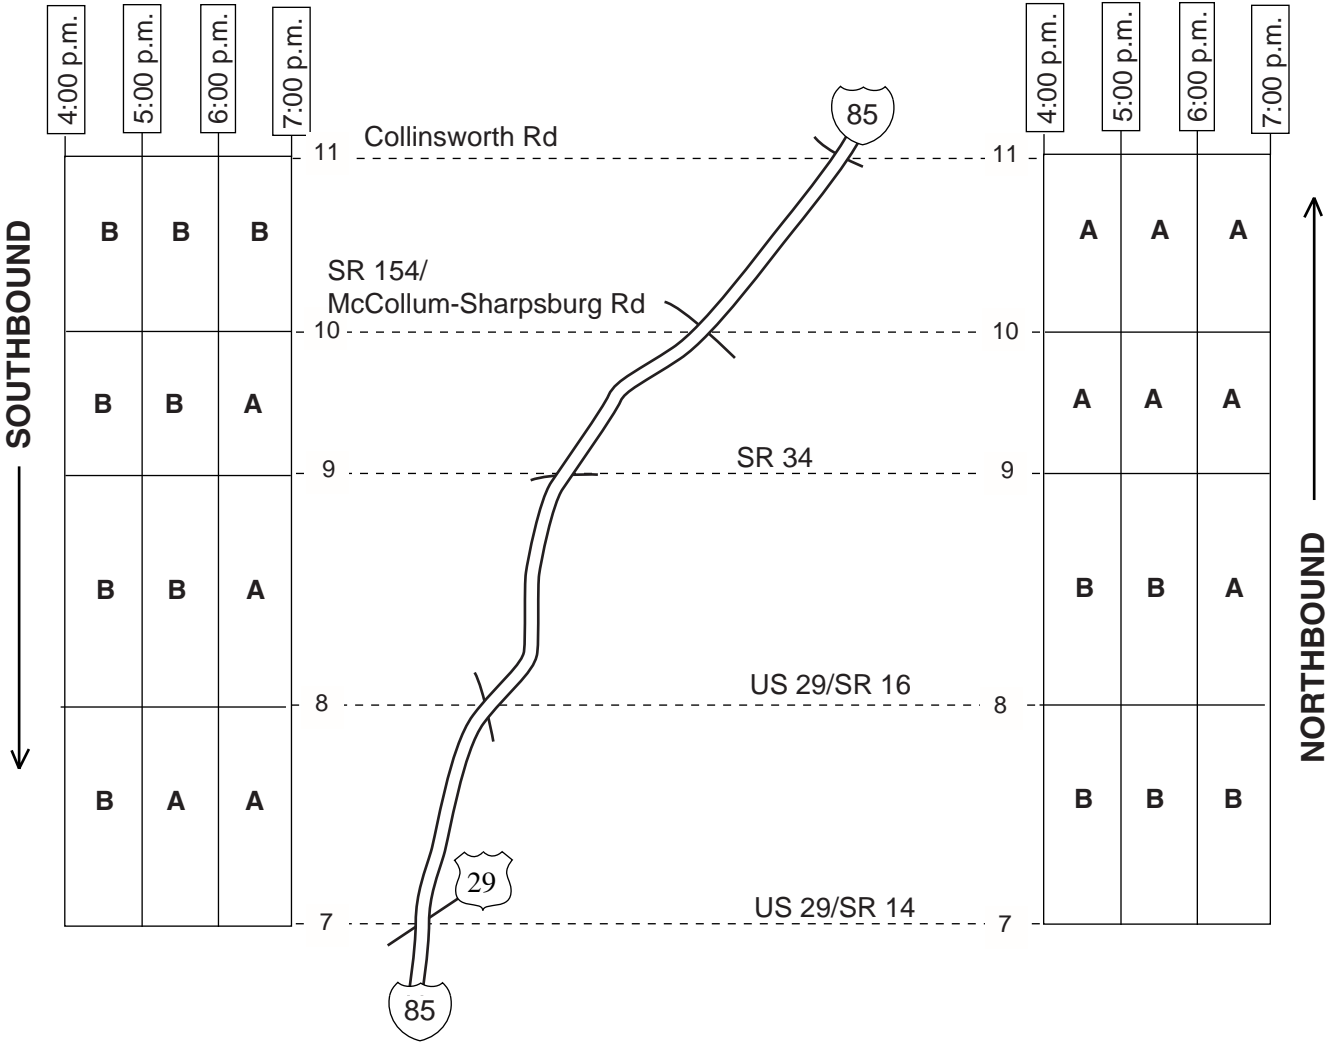 4:00 p.m. 5:00 p.m. 6:00 p.m. 7:00 p.m.
4:00 p.m. 5:00 p.m. 6:00 p.m. 7:00 p.m.
85
11 Collinsworth Rd 11
B B B
A A A
SR 154/
McCollum-Sharpsburg Rd
10 10
SOUTHBOUND
B B A
A A A
9 SR 34 9
B B A
B B A
NORTHBOUND
8 US 29/SR 16 8
B A A
B B B
29
7 US 29/SR 14 7
85